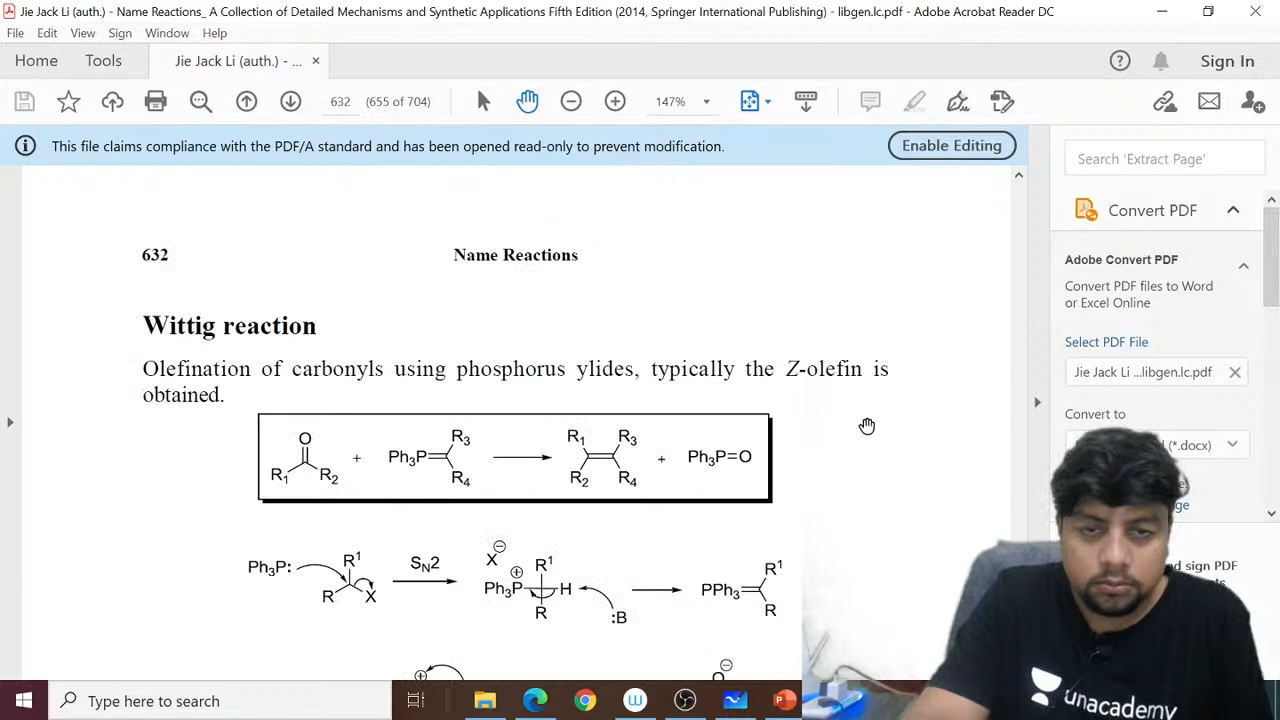 Jie Jack Li (auth.) - Name Reactions_ A Collection of Detailed Mechanisms and Synthetic Applications Fifth Edition (2014, Springer International Publishing) - libgen.lc.pdf - Adobe Acrobat Reader DC
File Edit View Sign Window Help
Home Tools Jie Jack Li (auth.) - ... × Sign In
632 (655 of 704) 147%
This file claims compliance with the PDF/A standard and has been opened read-only to prevent modification. Enable Editing
Search 'Extract Page'
Convert PDF
Adobe Convert PDF
Convert PDF files to Word
or Excel Online
Select PDF File
Jie Jack Li ...libgen.lc.pdf
Convert to
(*.docx)
632 Name Reactions
Wittig reaction
Olefination of carbonyls using phosphorus ylides, typically the Z-olefin is
obtained.
O
R1 R2 + Ph3P R3 R4 R1 R2 R3 R4 + Ph3P=O
Ph3P: R1 R X SN2 X⊖ ⊕ Ph3P R1 H R :B PPh3 R1 R
⊕ ⊖
nd sign PDF
Type here to search
unacademy